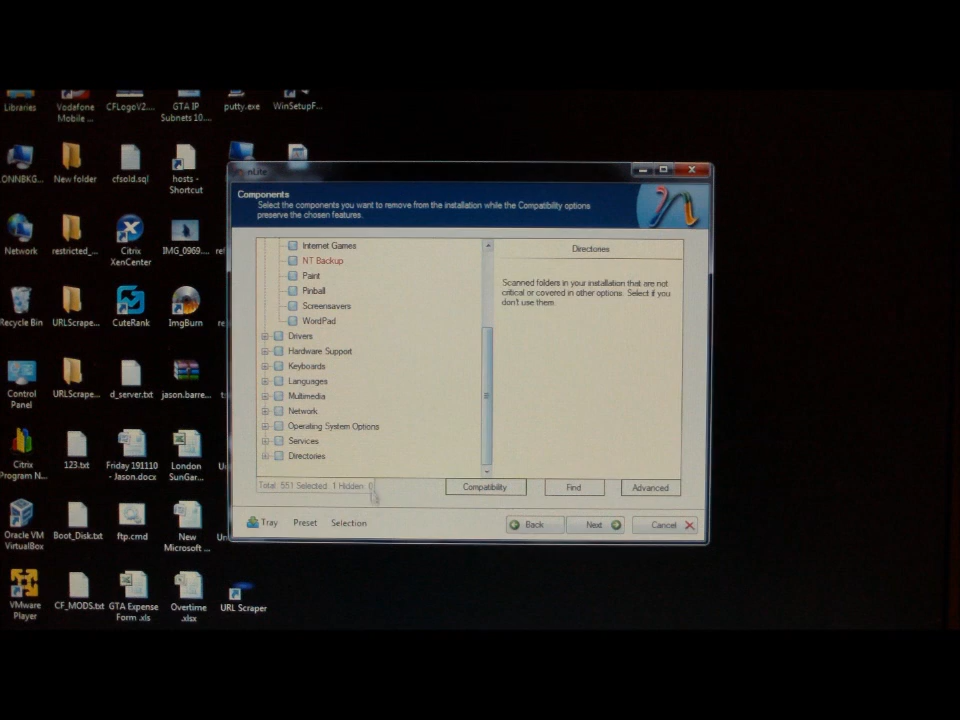 Libraries
Vodafone
Mobile ...
CFLogoV2....
GTA IP
Subnets 10....
putty.exe
WinSetupF...
New folder
cfsold.sql
hosts -
Shortcut
Network
restricted_...
Citrix
XenCenter
IMG_0969....
Recycle Bin
URLScrape...
CuteRank
ImgBurn
Control
Panel
URLScrape...
d_server.txt
jason.barre...
Citrix
Program N...
123.txt
Friday 191110
- Jason.docx
London
SunGar...
Oracle VM
VirtualBox
Boot_Disk.txt
ftp.cmd
New
Microsoft ...
VMware
Player
CF_MODS.txt
GTA Expense
Form .xls
Overtime
.xlsx
URL Scraper
nLite
Components
Select the components you want to remove from the installation while the Compatibility options
preserve the chosen features.
Internet Games
NT Backup
Paint
Pinball
Screensavers
WordPad
Drivers
Hardware Support
Keyboards
Languages
Multimedia
Network
Operating System Options
Services
Directories
Directories
Scanned folders in your installation that are not
critical or covered in other options. Select if you
don't use them.
Total: 551 Selected: 1 Hidden: 0
Compatibility
Find
Advanced
Tray
Preset
Selection
Back
Next
Cancel